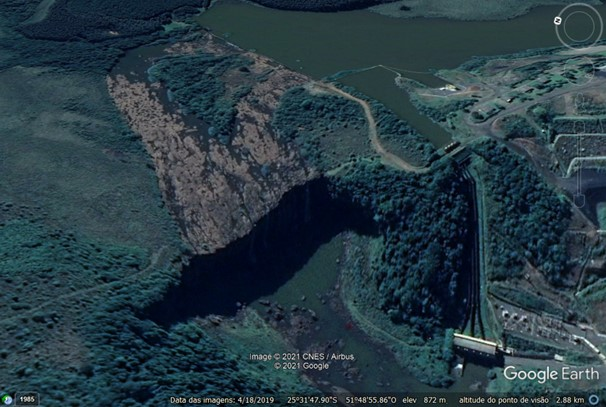 Image © 2021 CNES / Airbus
© 2021 Google
Google Earth
1985
Data das imagens: 4/18/2019 25°31'47.90"S 51°48'55.86"O elev 872 m altitude do ponto de visão 2.88 km